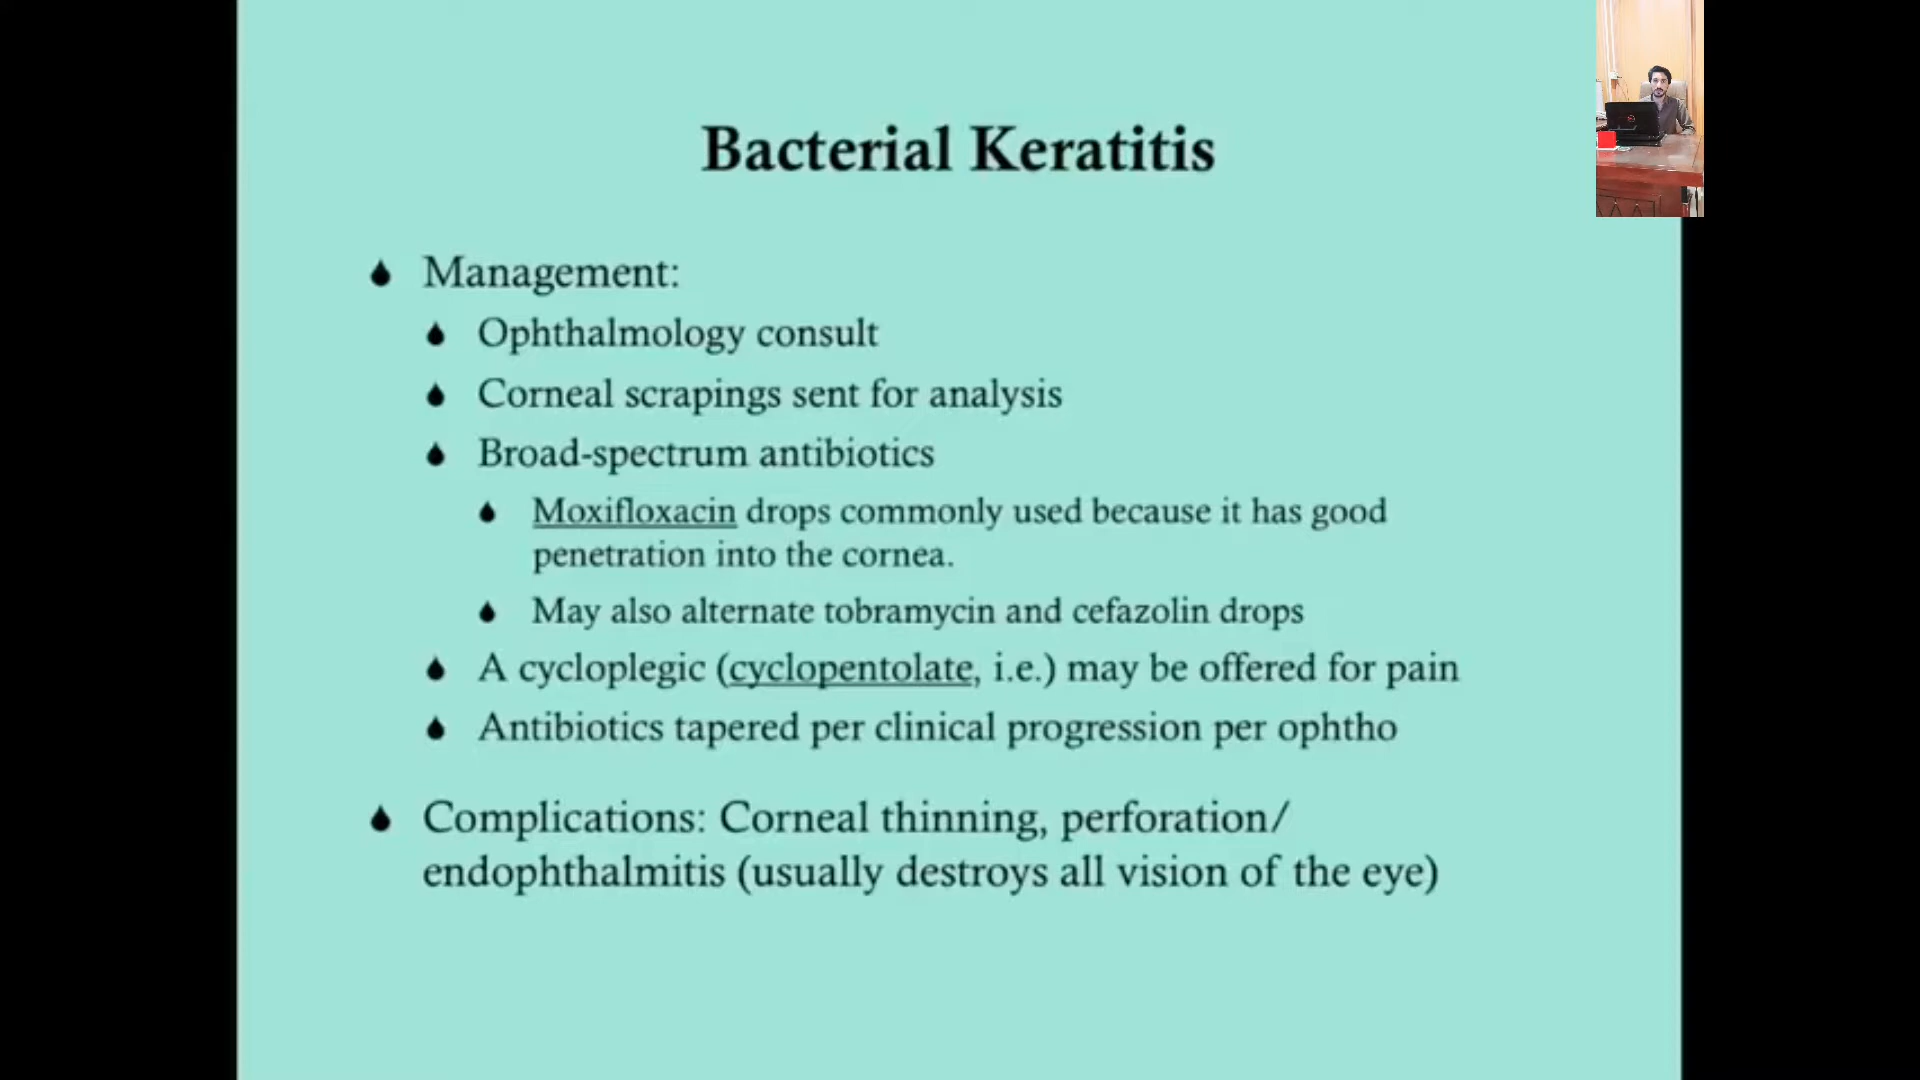 Bacterial Keratitis
Management:
Ophthalmology consult
Corneal scrapings sent for analysis
Broad-spectrum antibiotics
Moxifloxacin drops commonly used because it has good
penetration into the cornea.
May also alternate tobramycin and cefazolin drops
A cycloplegic (cyclopentolate, i.e.) may be offered for pain
Antibiotics tapered per clinical progression per ophtho
Complications: Corneal thinning, perforation/
endophthalmitis (usually destroys all vision of the eye)